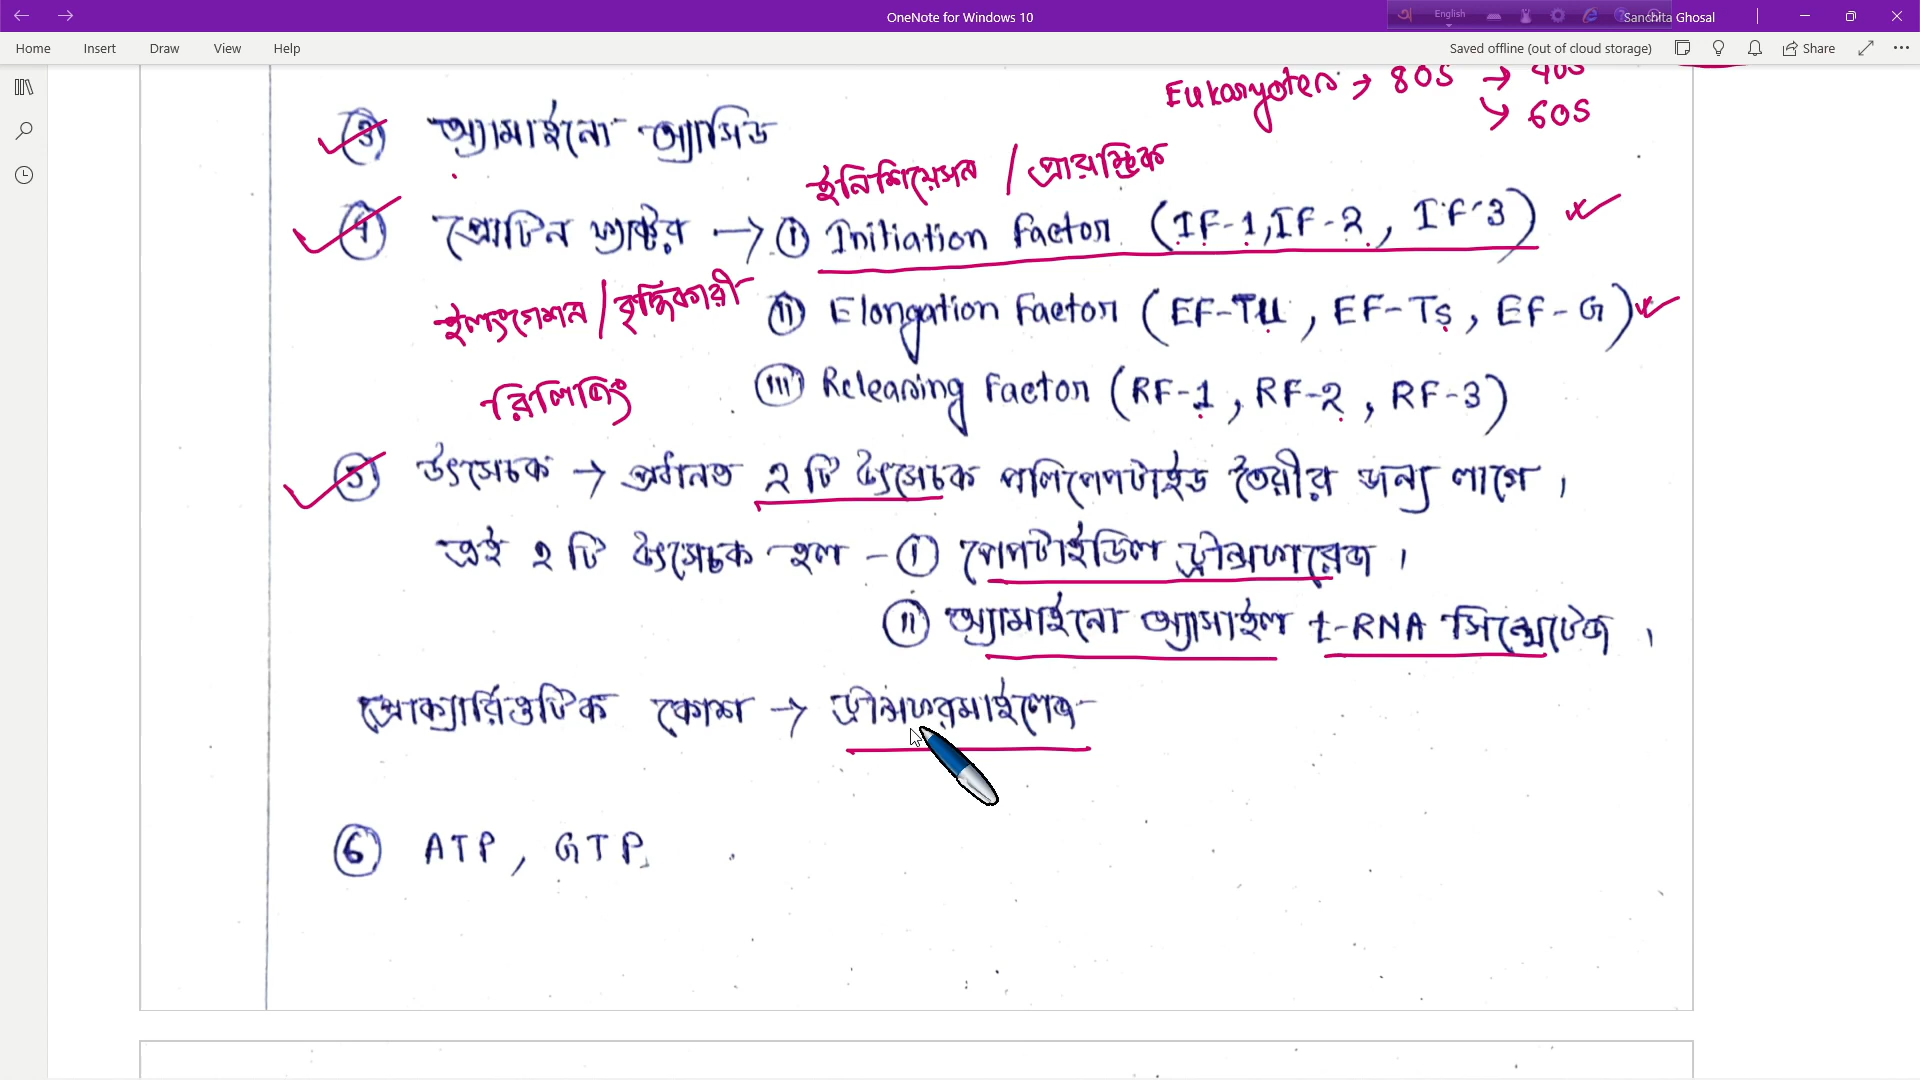 OneNote for Windows 10
English
Sanchita Ghosal
Home Insert Draw View Help
Saved offline (out of cloud storage)
Share
Eukaryotes → 80S → 40S
↘ 60S
③ অ্যামাইনো অ্যাসিড
ইনিশিয়েসন / প্রারম্ভিক
④ প্রোটিন ফ্যাক্টর → ⓘ Initiation Factor (IF-1, IF-2, IF-3)
ইলংগেশন / বৃদ্ধিকারী
ⓘⓘ Elongation Factor (EF-TU, EF-Ts, EF-G)
রিলিজিং
ⓘⓘⓘ Releasing Factor (RF-1, RF-2, RF-3)
⑤ উৎসেচক → প্রধানত ২ টি উৎসেচক পলিপেপটাইড তৈরীর জন্য লাগে।
এই ২ টি উৎসেচক হল - ⓘ পেপটাইডিল ট্রান্সফারেজ।
ⓘⓘ অ্যামাইনো অ্যাসাইল t-RNA সিন্থেটেজ।
প্রোক্যারিওটিক কোশ → ট্রান্সফরমাইলেজ
⑥ ATP, GTP